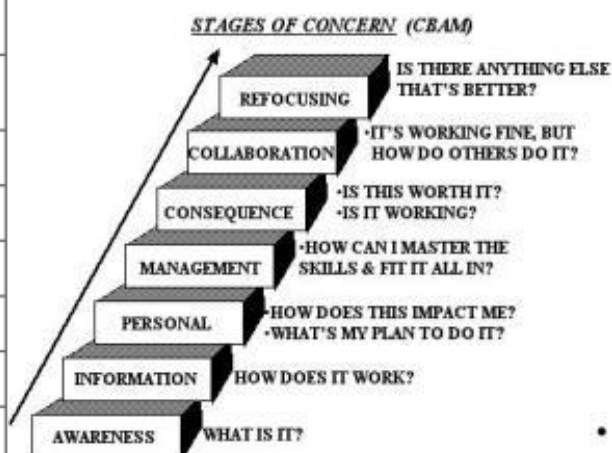 STAGES OF CONCERN (CBAM)
IS THERE ANYTHING ELSE
THAT'S BETTER?
REFOCUSING
•IT'S WORKING FINE, BUT
HOW DO OTHERS DO IT?
COLLABORATION
•IS THIS WORTH IT?
•IS IT WORKING?
CONSEQUENCE
•HOW CAN I MASTER THE
SKILLS & FIT IT ALL IN?
MANAGEMENT
•HOW DOES THIS IMPACT ME?
•WHAT'S MY PLAN TO DO IT?
PERSONAL
INFORMATION
HOW DOES IT WORK?
AWARENESS
WHAT IS IT?
•